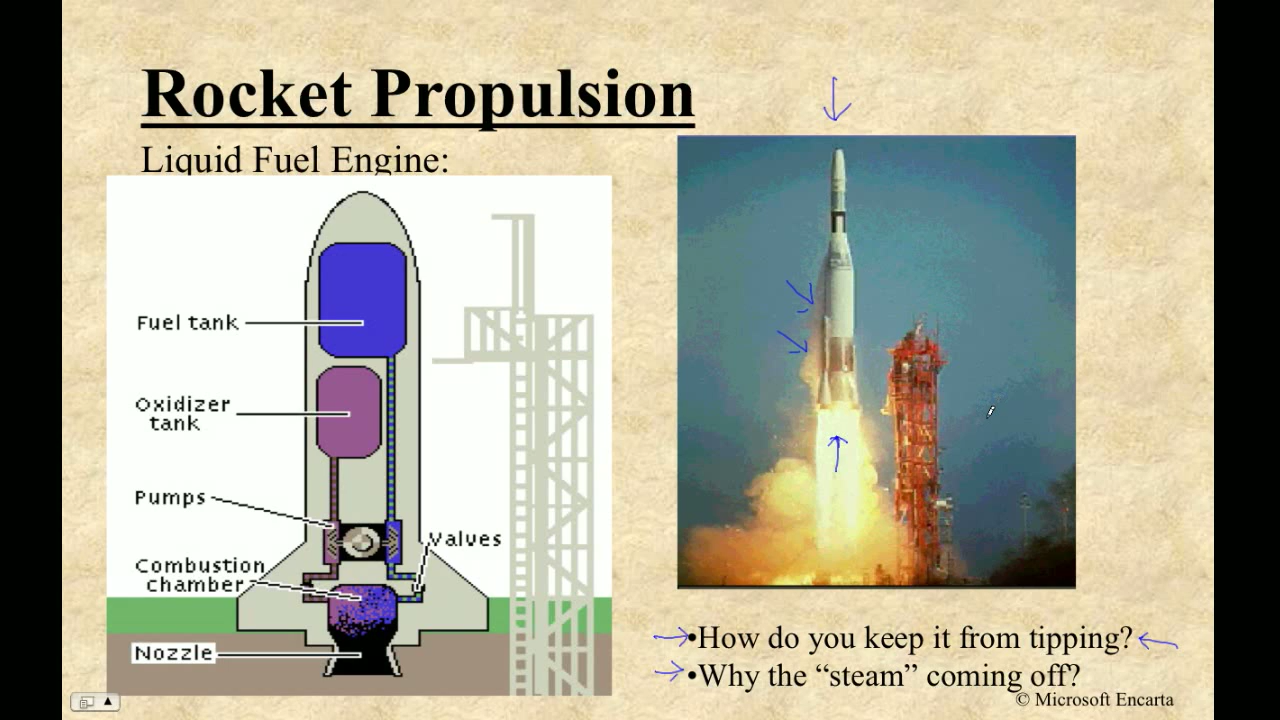 Rocket Propulsion
Liquid Fuel Engine:
Fuel tank
Oxidizer
tank
Pumps
Valves
Combustion
chamber
Nozzle
•How do you keep it from tipping?
•Why the “steam” coming off?
© Microsoft Encarta